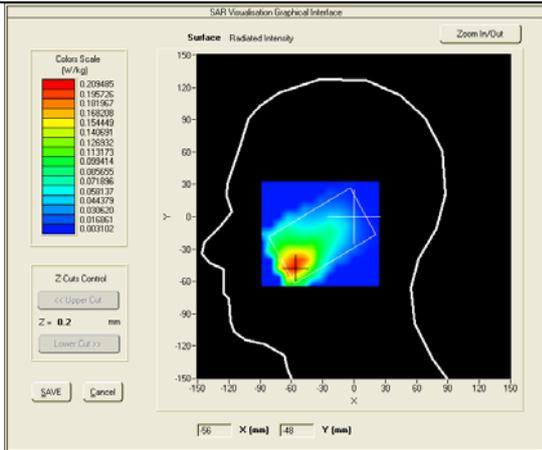 SAR Visualisation Graphical Interface
Surface Radiated Intensity
Zoom In/Out
Colors Scale
(W/kg)
0.209485
0.195726
0.181967
0.168208
0.154449
0.140691
0.126932
0.113173
0.099414
0.085655
0.071896
0.058137
0.044379
0.030620
0.016861
0.003102
Z-Cuts Control
<< Upper Cut
Z = 0.2 mm
Lower Cut >>
SAVE Cancel
150
120
90
60
30
0
-30
-60
-90
-120
-150
Y
-150 -120 -90 -60 -30 0 30 60 90 120 150
X
-56 X (mm) -48 Y (mm)